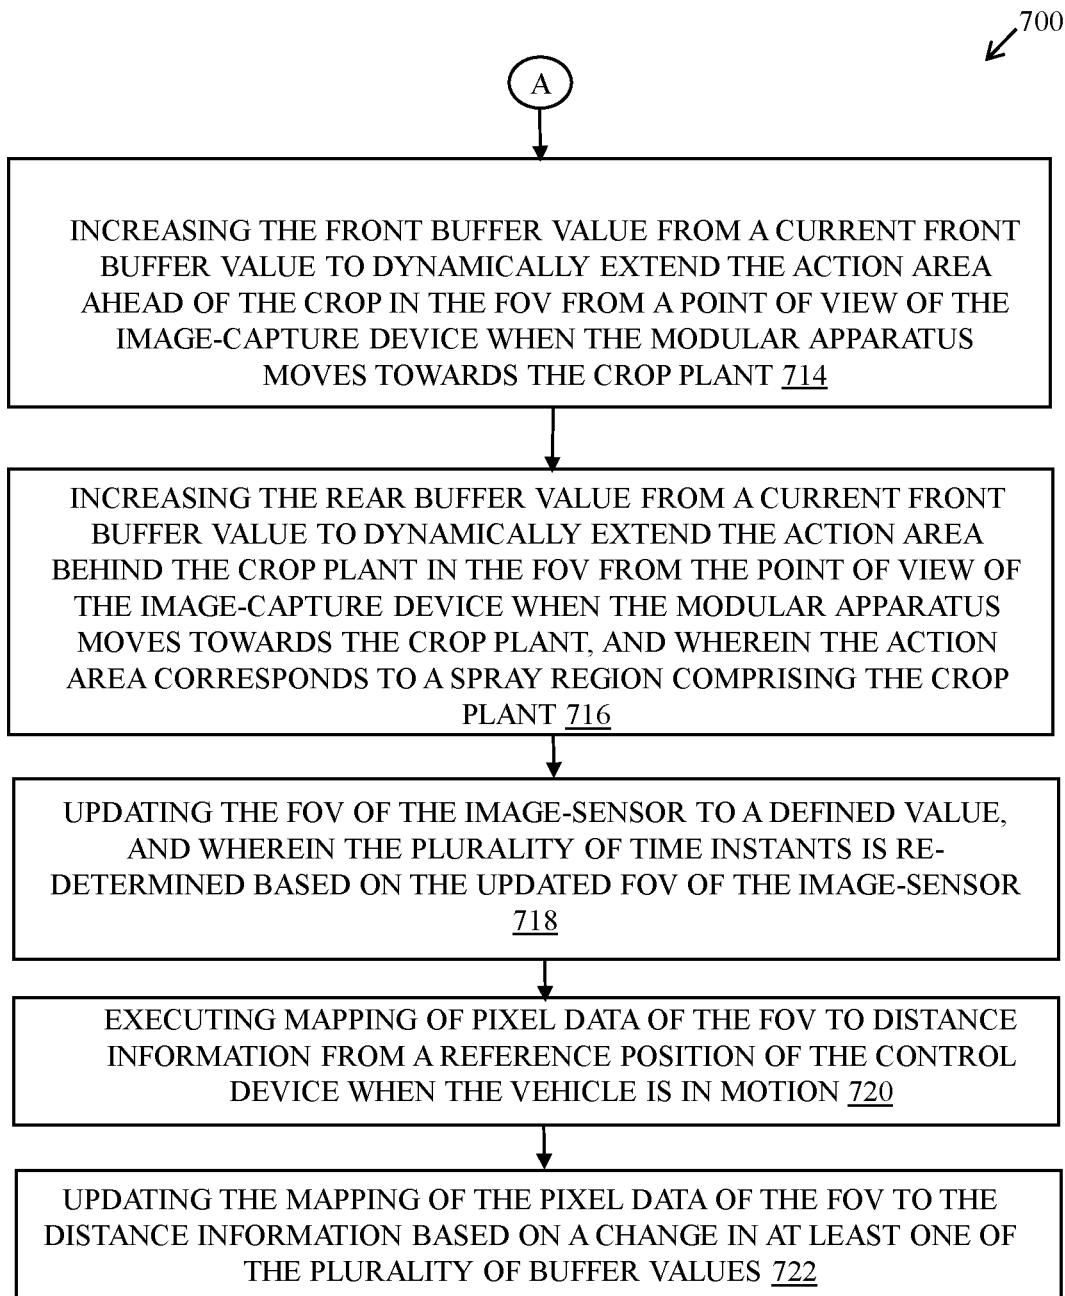 700
A
INCREASING THE FRONT BUFFER VALUE FROM A CURRENT FRONT
BUFFER VALUE TO DYNAMICALLY EXTEND THE ACTION AREA
AHEAD OF THE CROP IN THE FOV FROM A POINT OF VIEW OF THE
IMAGE-CAPTURE DEVICE WHEN THE MODULAR APPARATUS
MOVES TOWARDS THE CROP PLANT 714
INCREASING THE REAR BUFFER VALUE FROM A CURRENT FRONT
BUFFER VALUE TO DYNAMICALLY EXTEND THE ACTION AREA
BEHIND THE CROP PLANT IN THE FOV FROM THE POINT OF VIEW OF
THE IMAGE-CAPTURE DEVICE WHEN THE MODULAR APPARATUS
MOVES TOWARDS THE CROP PLANT, AND WHEREIN THE ACTION
AREA CORRESPONDS TO A SPRAY REGION COMPRISING THE CROP
PLANT 716
UPDATING THE FOV OF THE IMAGE-SENSOR TO A DEFINED VALUE,
AND WHEREIN THE PLURALITY OF TIME INSTANTS IS RE-
DETERMINED BASED ON THE UPDATED FOV OF THE IMAGE-SENSOR
718
EXECUTING MAPPING OF PIXEL DATA OF THE FOV TO DISTANCE
INFORMATION FROM A REFERENCE POSITION OF THE CONTROL
DEVICE WHEN THE VEHICLE IS IN MOTION 720
UPDATING THE MAPPING OF THE PIXEL DATA OF THE FOV TO THE
DISTANCE INFORMATION BASED ON A CHANGE IN AT LEAST ONE OF
THE PLURALITY OF BUFFER VALUES 722